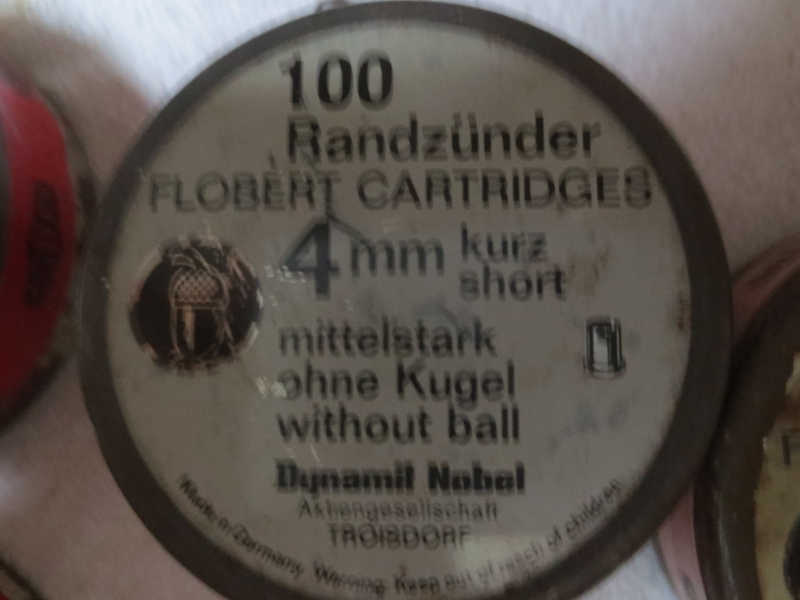 100
Randzünder
FLOBERT CARTRIDGES
4 mm kurz
short
mittelstark
ohne Kugel
without ball
Dynamit Nobel
Aktiengesellschaft
TROISDORF
Made in Germany. Warning: Keep out of reach of children